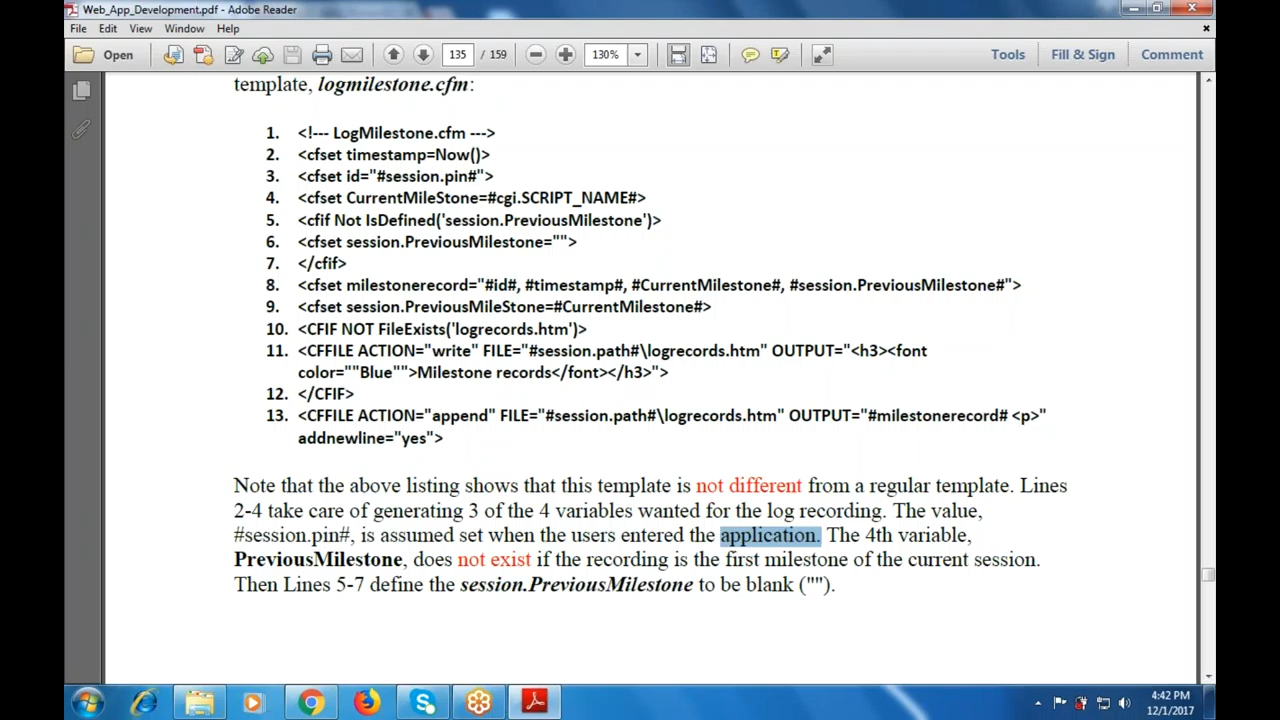 Web_App_Development.pdf - Adobe Reader
File Edit View Window Help
Open 135 / 159 130% Tools Fill & Sign Comment
template, logmilestone.cfm:
1. <!--- LogMilestone.cfm --->
2. <cfset timestamp=Now()>
3. <cfset id="#session.pin#">
4. <cfset CurrentMileStone=#cgi.SCRIPT_NAME#>
5. <cfif Not IsDefined('session.PreviousMilestone')>
6. <cfset session.PreviousMilestone="">
7. </cfif>
8. <cfset milestonerecord="#id#, #timestamp#, #CurrentMilestone#, #session.PreviousMilestone#">
9. <cfset session.PreviousMileStone=#CurrentMilestone#>
10. <CFIF NOT FileExists('logrecords.htm')>
11. <CFFILE ACTION="write" FILE="#session.path#\logrecords.htm" OUTPUT="<h3><font
color=""Blue"">Milestone records</font></h3>">
12. </CFIF>
13. <CFFILE ACTION="append" FILE="#session.path#\logrecords.htm" OUTPUT="#milestonerecord# <p>"
addnewline="yes">
Note that the above listing shows that this template is not different from a regular template. Lines
2-4 take care of generating 3 of the 4 variables wanted for the log recording. The value,
#session.pin#, is assumed set when the users entered the application. The 4th variable,
PreviousMilestone, does not exist if the recording is the first milestone of the current session.
Then Lines 5-7 define the session.PreviousMilestone to be blank ("").
4:42 PM
12/1/2017